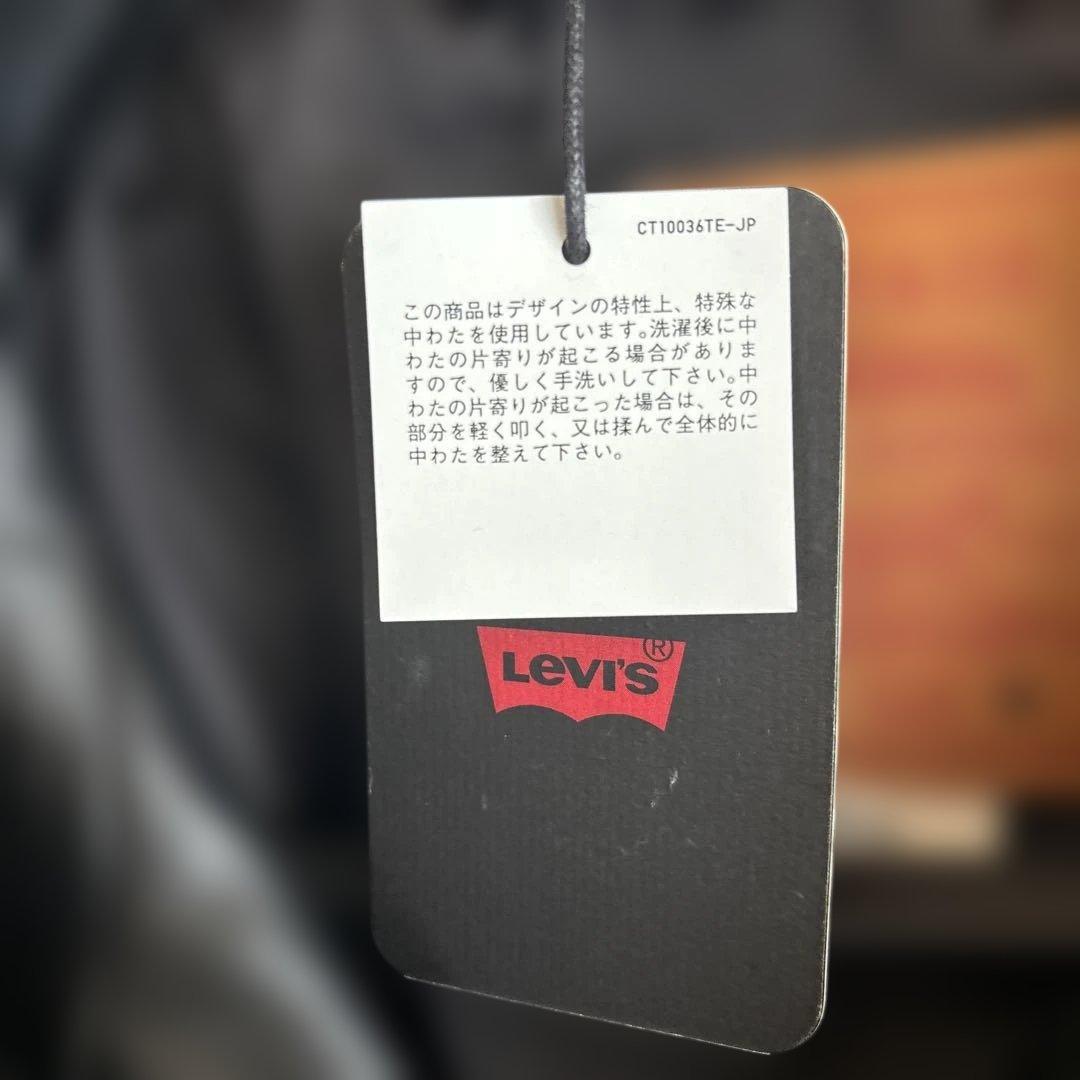 CT10036TE-JP
この商品はデザインの特性上、特殊な
中わたを使用しています。洗濯後に中
わたの片寄りが起こる場合がありま
すので、優しく手洗いして下さい。中
わたの片寄りが起こった場合は、その
部分を軽く叩く、又は揉んで全体的に
中わたを整えて下さい。
LEVI'S®